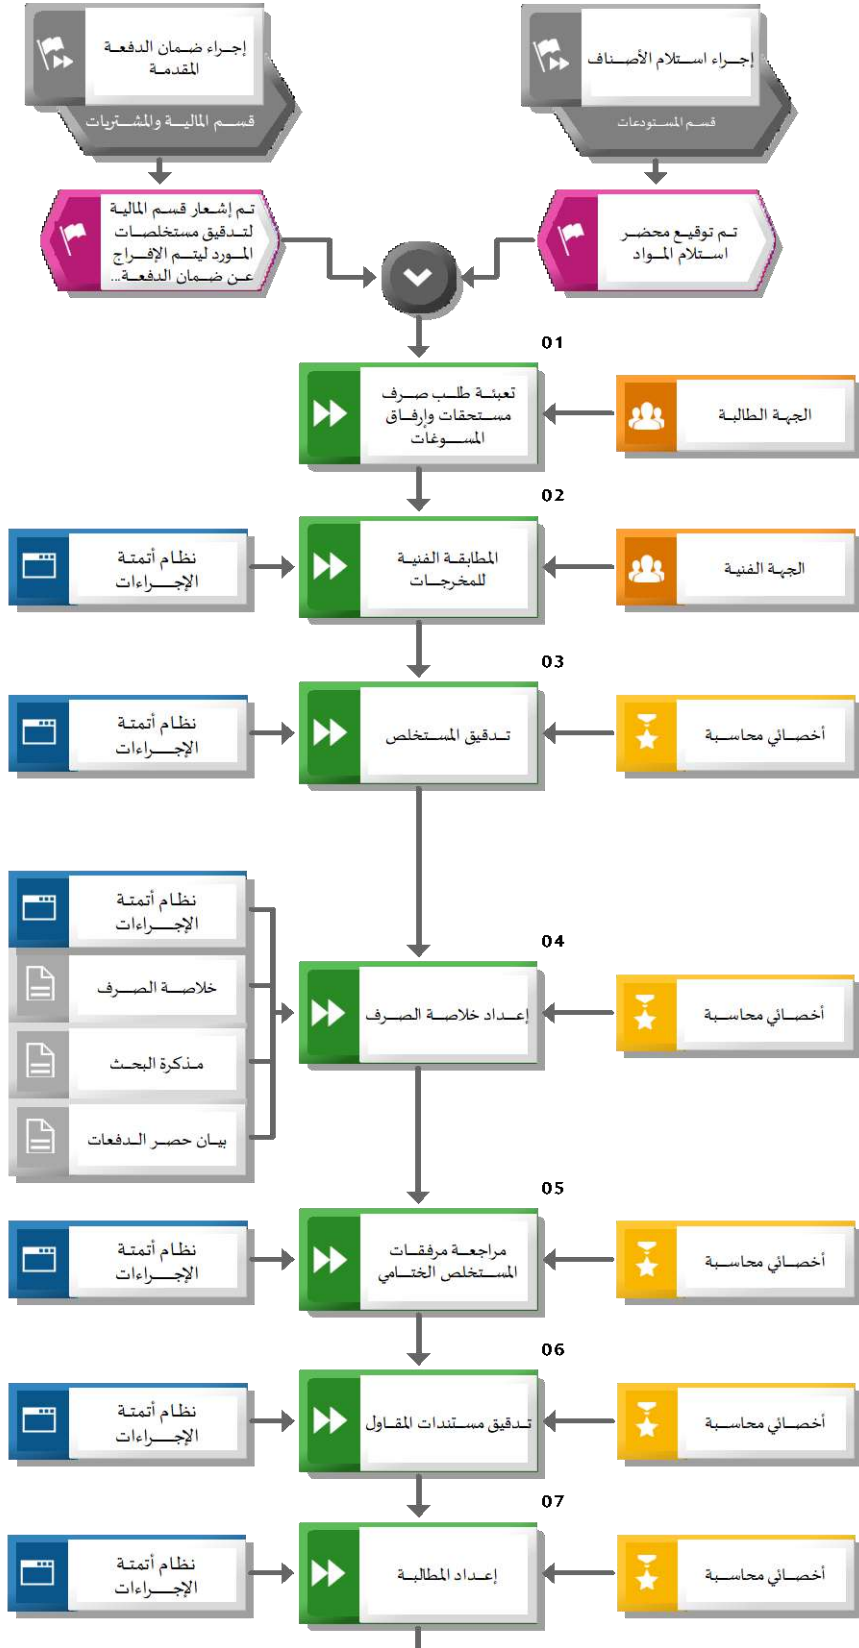 إجراء استلام الأصناف
قسم المستودعات
إجراء ضمان الدفعة
المقدمة
قسم المالية والمشتريات
تم توقيع محضر
استلام المواد
تم إشعار قسم المالية
لتدقيق مستخلصات
المورد ليتم الإفراج
عن ضمان الدفعة...
01
الجهة الطالبة
تعبئة طلب صرف
مستحقات وإرفاق
المسوغات
02
الجهة الفنية
المطابقة الفنية
للمخرجات
نظام أتمتة
الإجراءات
03
أخصائي محاسبة
تدقيق المستخلص
نظام أتمتة
الإجراءات
04
أخصائي محاسبة
إعداد خلاصة الصرف
نظام أتمتة
الإجراءات
خلاصة الصرف
مذكرة البحث
بيان حصر الدفعات
05
أخصائي محاسبة
مراجعة مرفقات
المستخلص الختامي
نظام أتمتة
الإجراءات
06
أخصائي محاسبة
تدقيق مستندات المقاول
نظام أتمتة
الإجراءات
07
أخصائي محاسبة
إعداد المطالبة
نظام أتمتة
الإجراءات